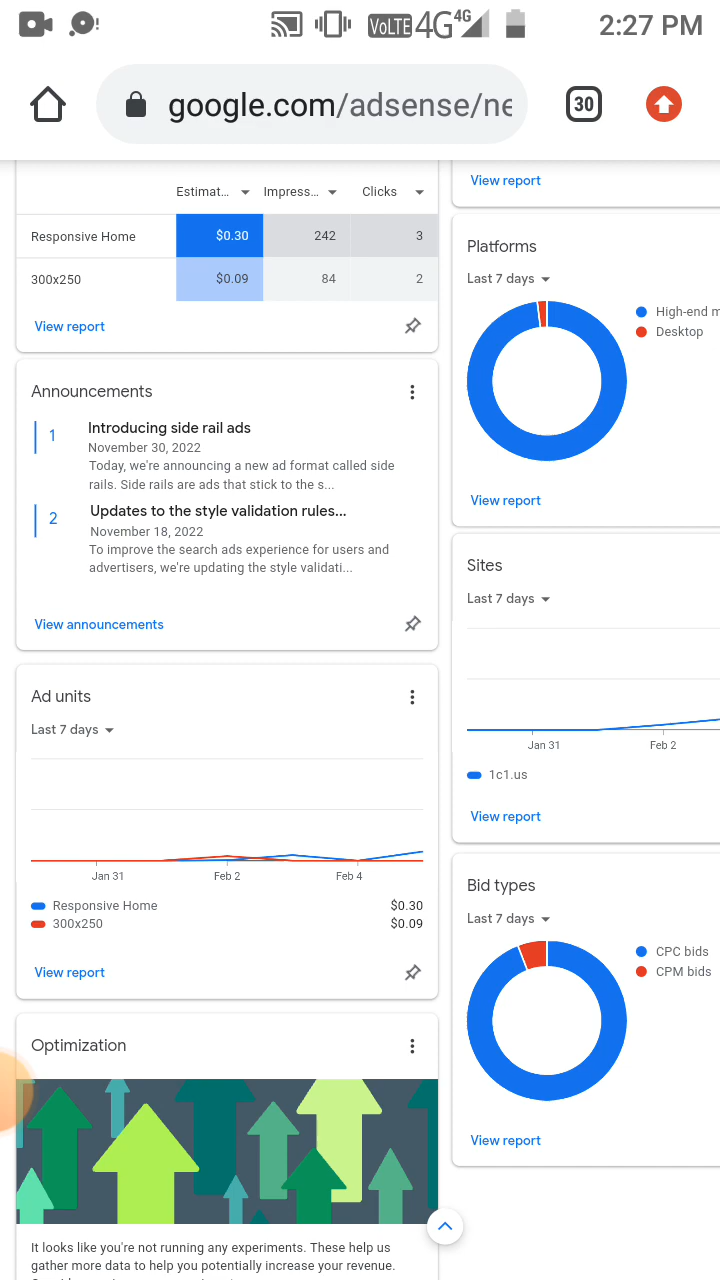 VoLTE 4G 4G 2:27 PM
google.com/adsense/ne
30
Estimat... Impress... Clicks
Responsive Home $0.30 242 3
300x250 $0.09 84 2
View report
Announcements
1 Introducing side rail ads
November 30, 2022
Today, we're announcing a new ad format called side
rails. Side rails are ads that stick to the s...
2 Updates to the style validation rules...
November 18, 2022
To improve the search ads experience for users and
advertisers, we're updating the style validati...
View announcements
Ad units
Last 7 days
Jan 31 Feb 2 Feb 4
Responsive Home $0.30
300x250 $0.09
View report
Optimization
It looks like you're not running any experiments. These help us
gather more data to help you potentially increase your revenue.
View report
Platforms
Last 7 days
High-end m
Desktop
View report
Sites
Last 7 days
Jan 31 Feb 2
1c1.us
View report
Bid types
Last 7 days
CPC bids
CPM bids
View report